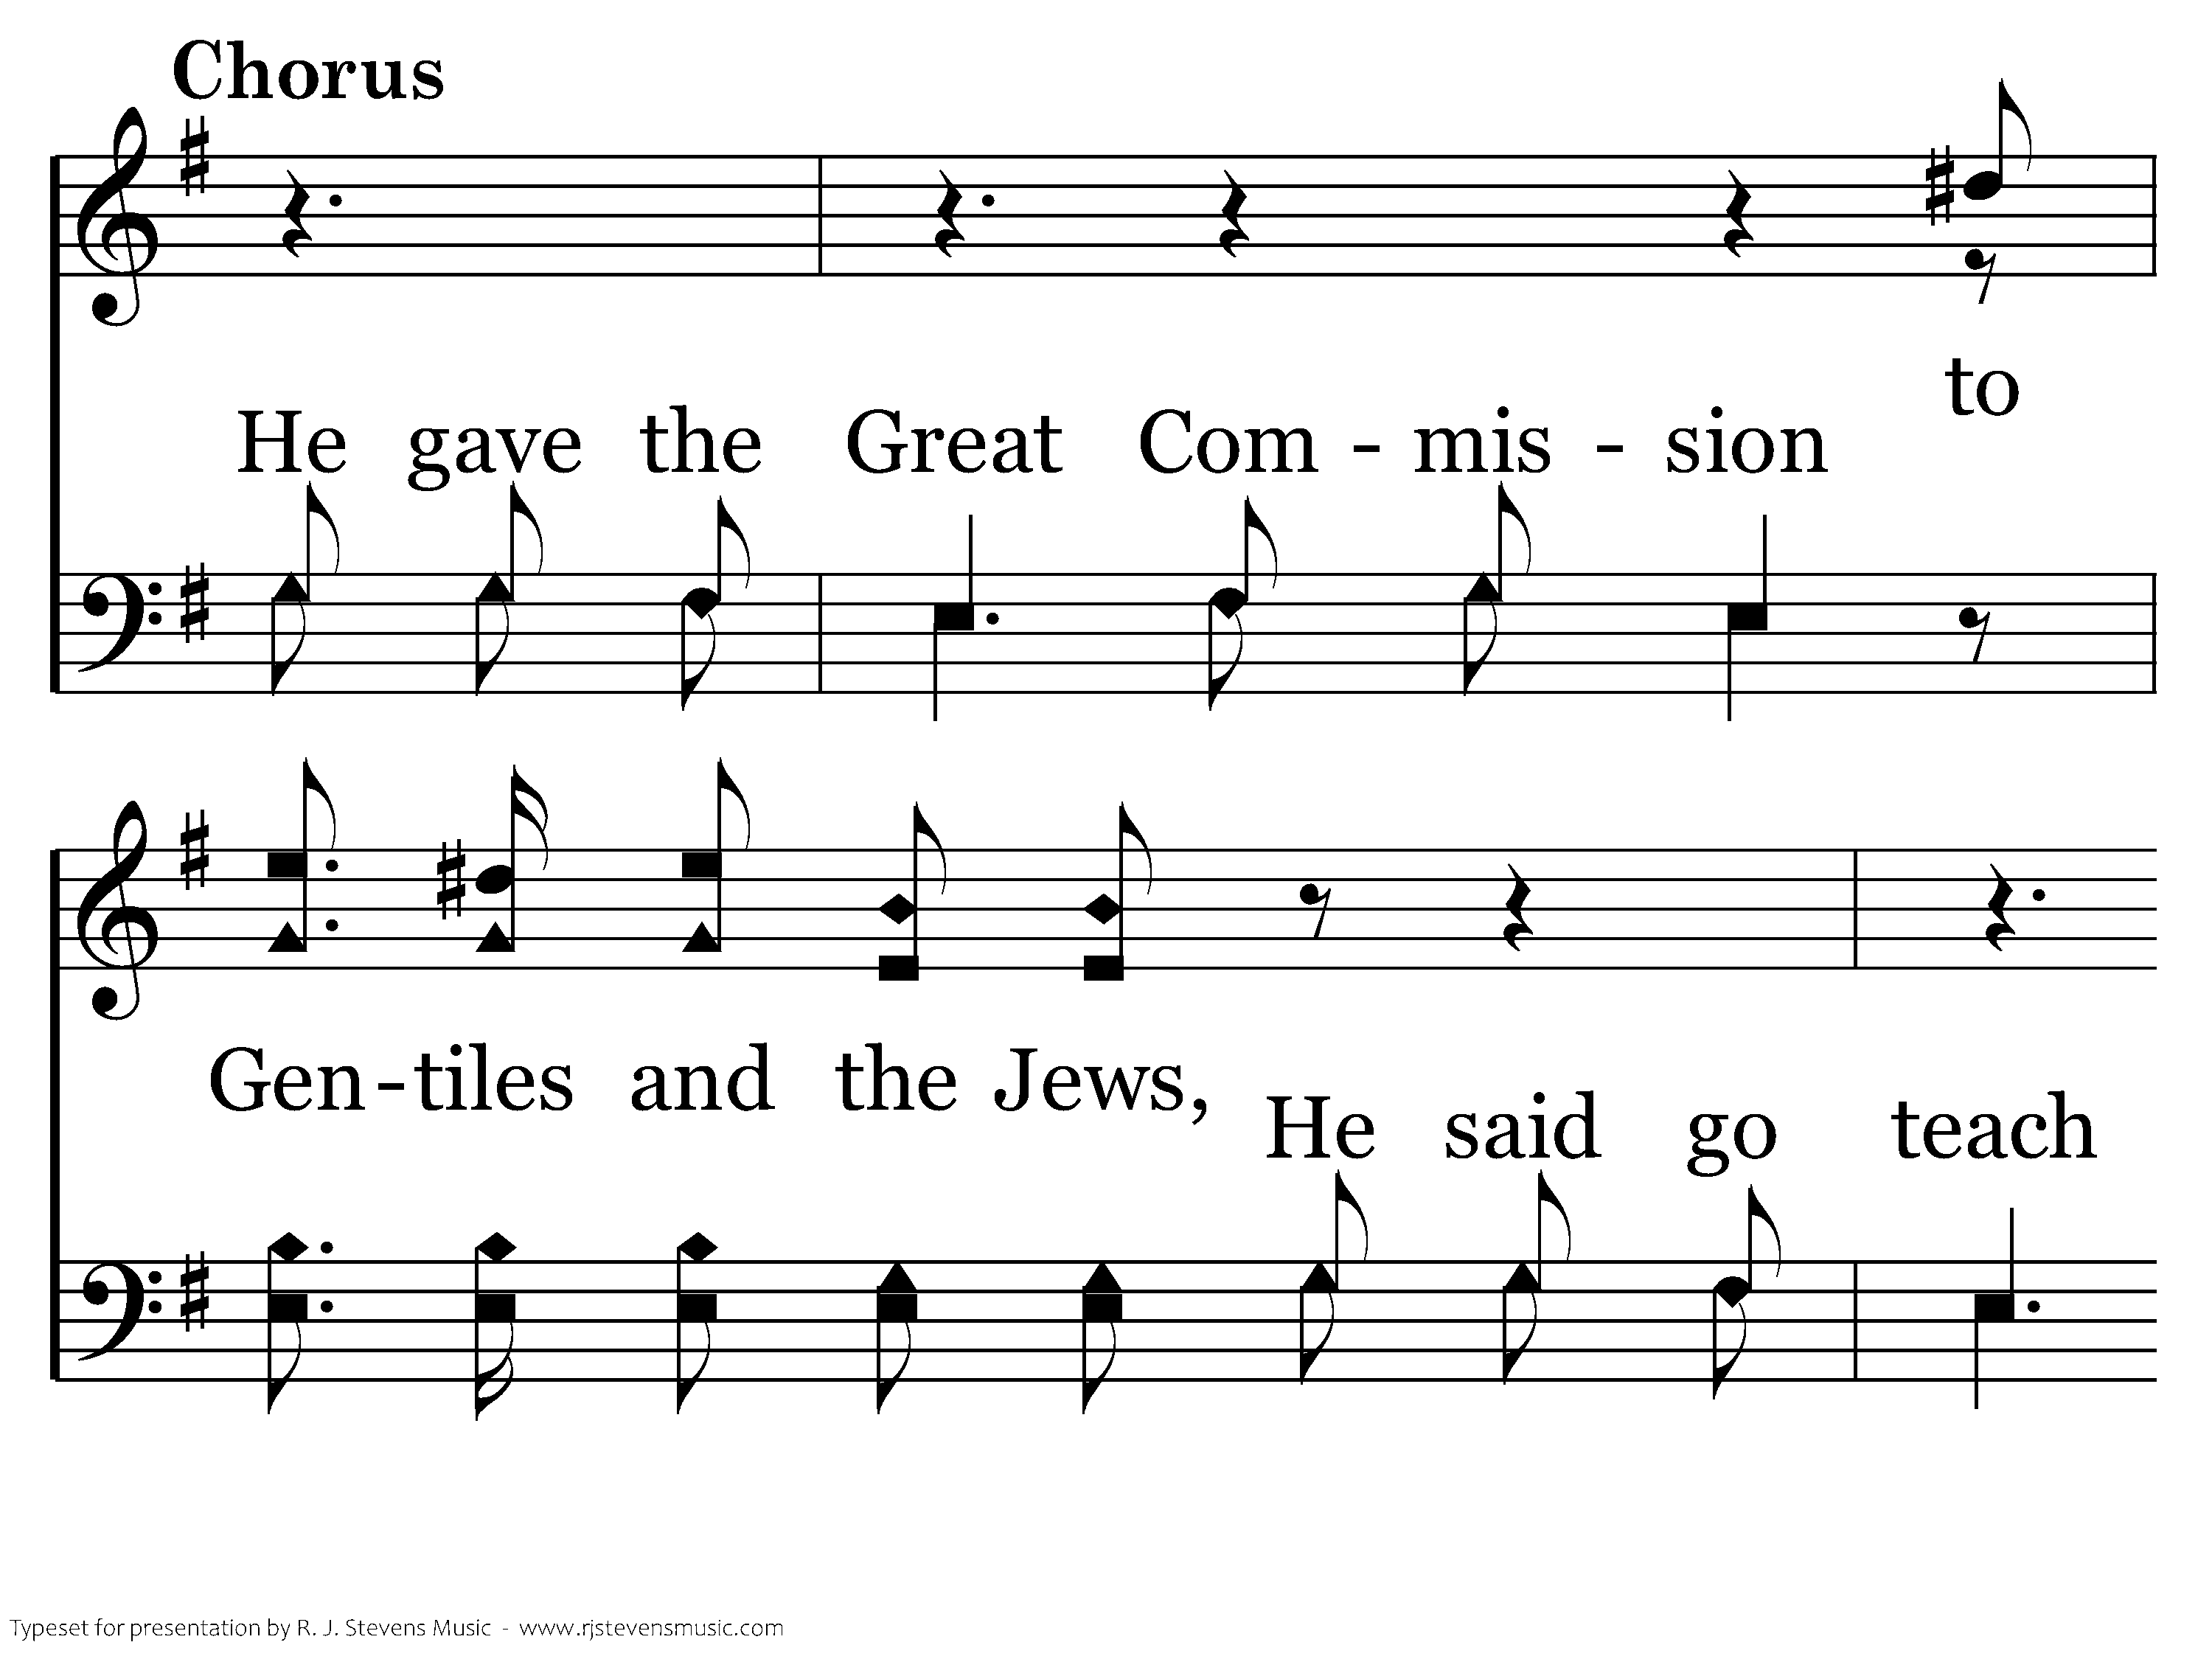 Chorus
to
He gave the Great Com - mis - sion
Gen-tiles and the Jews,
He said go teach
Typeset for presentation by R. J. Stevens Music - www.rjstevensmusic.com